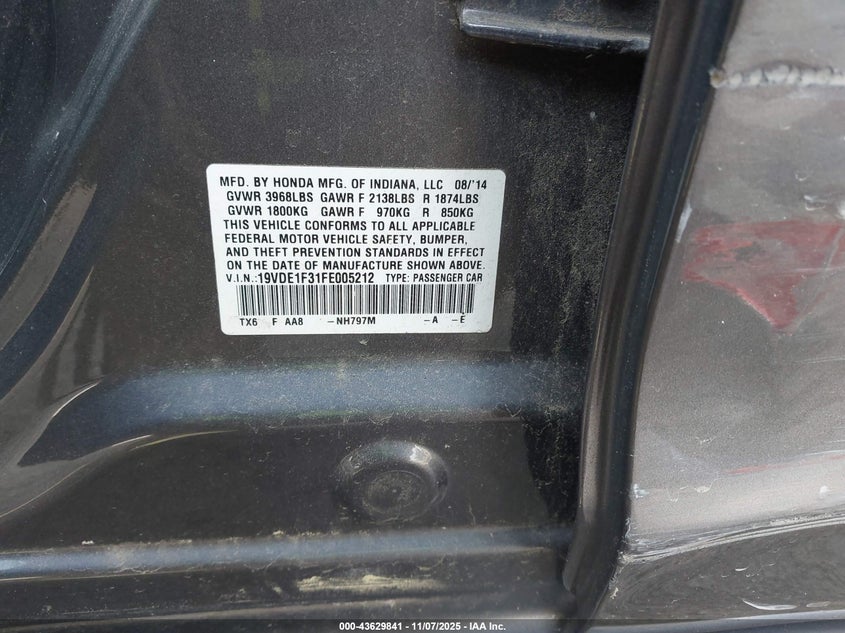 MFD. BY HONDA MFG. OF INDIANA, LLC 08/'14
GVWR 3968LBS GAWR F 2138LBS R 1874LBS
GVWR 1800KG GAWR F 970KG R 850KG
THIS VEHICLE CONFORMS TO ALL APPLICABLE
FEDERAL MOTOR VEHICLE SAFETY, BUMPER,
AND THEFT PREVENTION STANDARDS IN EFFECT
ON THE DATE OF MANUFACTURE SHOWN ABOVE.
V.I.N.:19VDE1F31FE005212 TYPE: PASSENGER CAR
TX6 F AA8 -NH797M -A -E
000-43629841 - 11/07/2025 - IAA Inc.